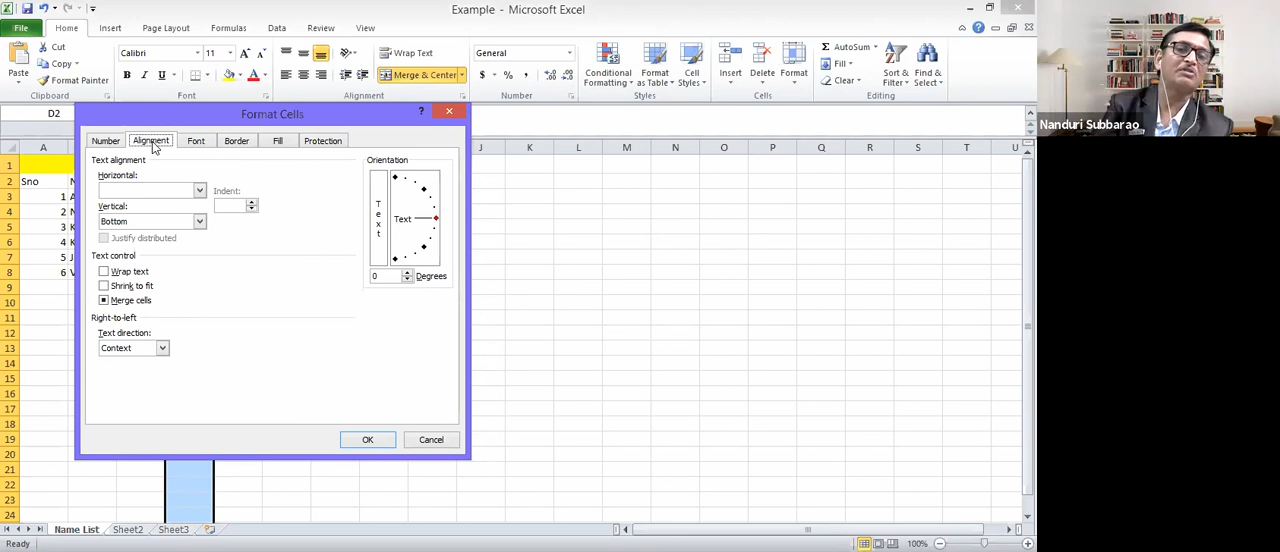 Example - Microsoft Excel
File Home Insert Page Layout Formulas Data Review View
Paste
Cut
Copy
Format Painter
Clipboard
Calibri 11
B I U
Font
Wrap Text
Merge & Center
Alignment
General
$ % ,
Number
Conditional Formatting
Format as Table
Cell Styles
Styles
Insert Delete Format
Cells
AutoSum
Fill
Clear
Sort & Filter
Find & Select
Editing
D2
Format Cells
Number Alignment Font Border Fill Protection
Text alignment
Horizontal:
Indent:
Vertical:
Bottom
Justify distributed
Text control
Wrap text
Shrink to fit
Merge cells
Right-to-left
Text direction:
Context
Orientation
Text
Text
0 Degrees
OK Cancel
A J K L M N O P Q R S T U
1
2 Sno
3 1
4 2
5 3
6 4
7 5
8 6
9
10
11
12
13
14
15
16
17
18
19
20
21
22
23
24
Name List Sheet2 Sheet3
Ready 100%
Nanduri Subbarao